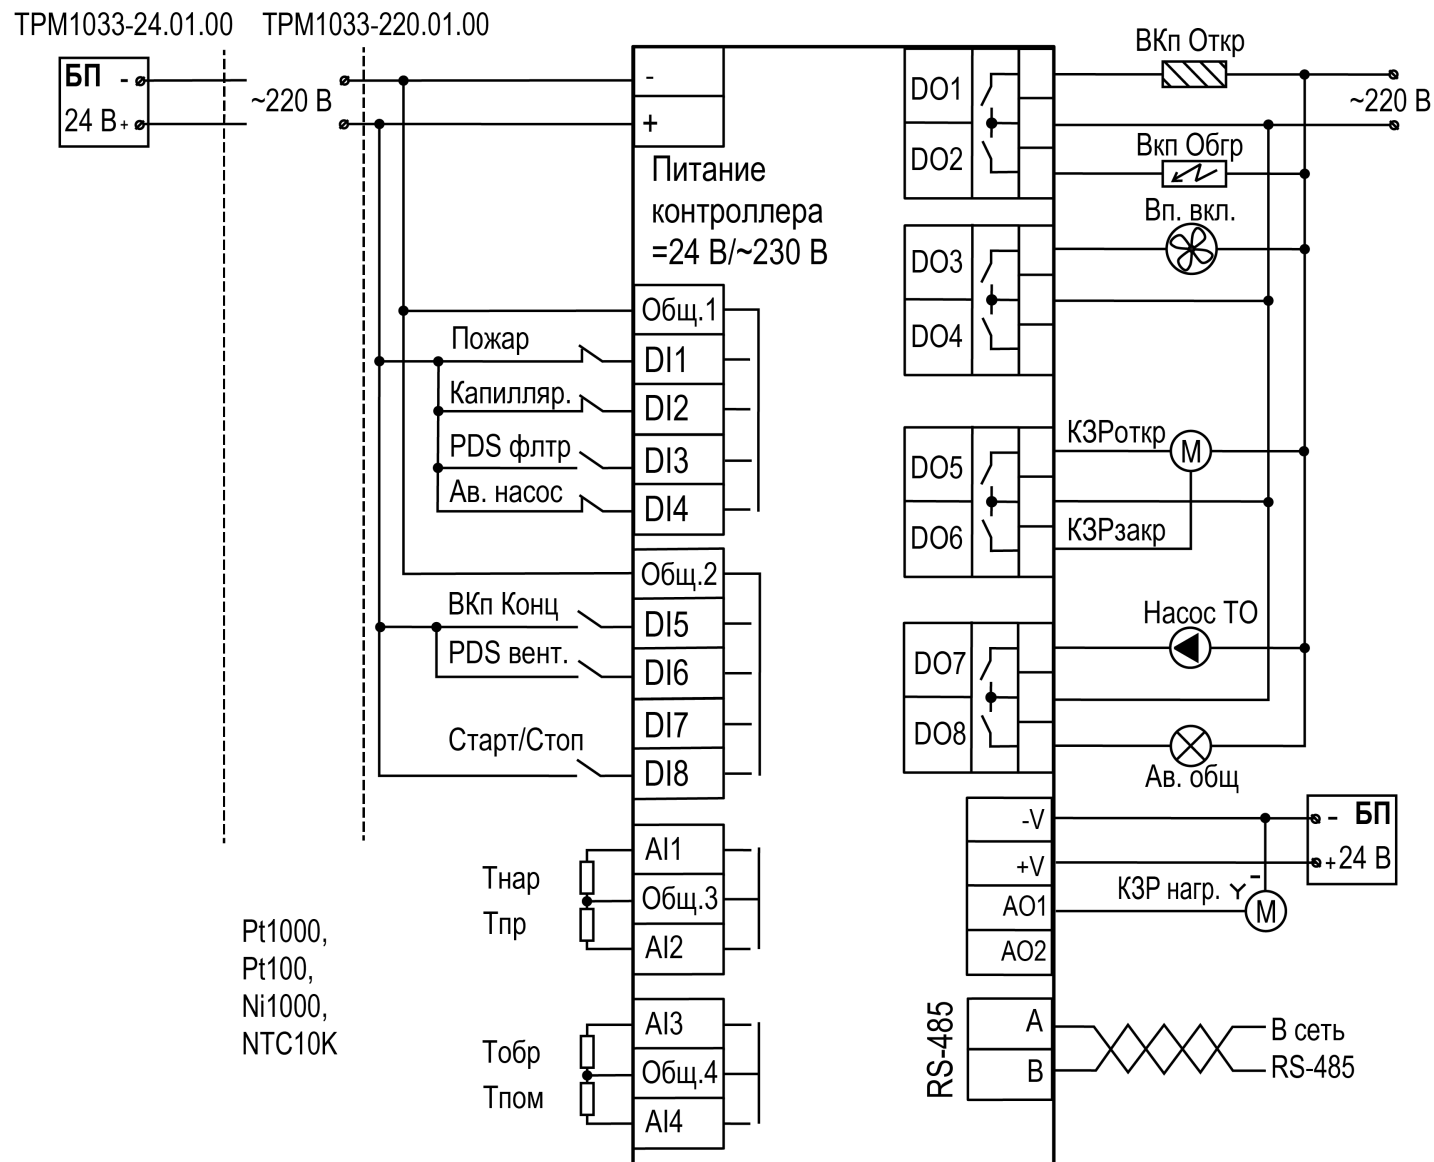 ТРМ1033-24.01.00
ТРМ1033-220.01.00
БП -
24 В +
~220 В
-
+
Питание
контроллера
=24 В/~230 В
Общ.1
Пожар
DI1
Капилляр.
DI2
PDS флтр
DI3
Ав. насос
DI4
Общ.2
ВКп Конц
DI5
PDS вент.
DI6
DI7
Старт/Стоп
DI8
AI1
Тнар
Общ.3
Тпр
AI2
Pt1000,
Pt100,
Ni1000,
NTC10K
AI3
Тобр
Общ.4
Тпом
AI4
ВКп Откр
DO1
~220 В
Вкп Обгр
DO2
Вп. вкл.
DO3
DO4
КЗРоткр
M
DO5
КЗРзакр
DO6
Насос ТО
DO7
DO8
Ав. общ
-V
- БП
+V
+ 24 В
КЗР нагр. Y -
AO1
M
AO2
RS-485
A
B
В сеть
RS-485